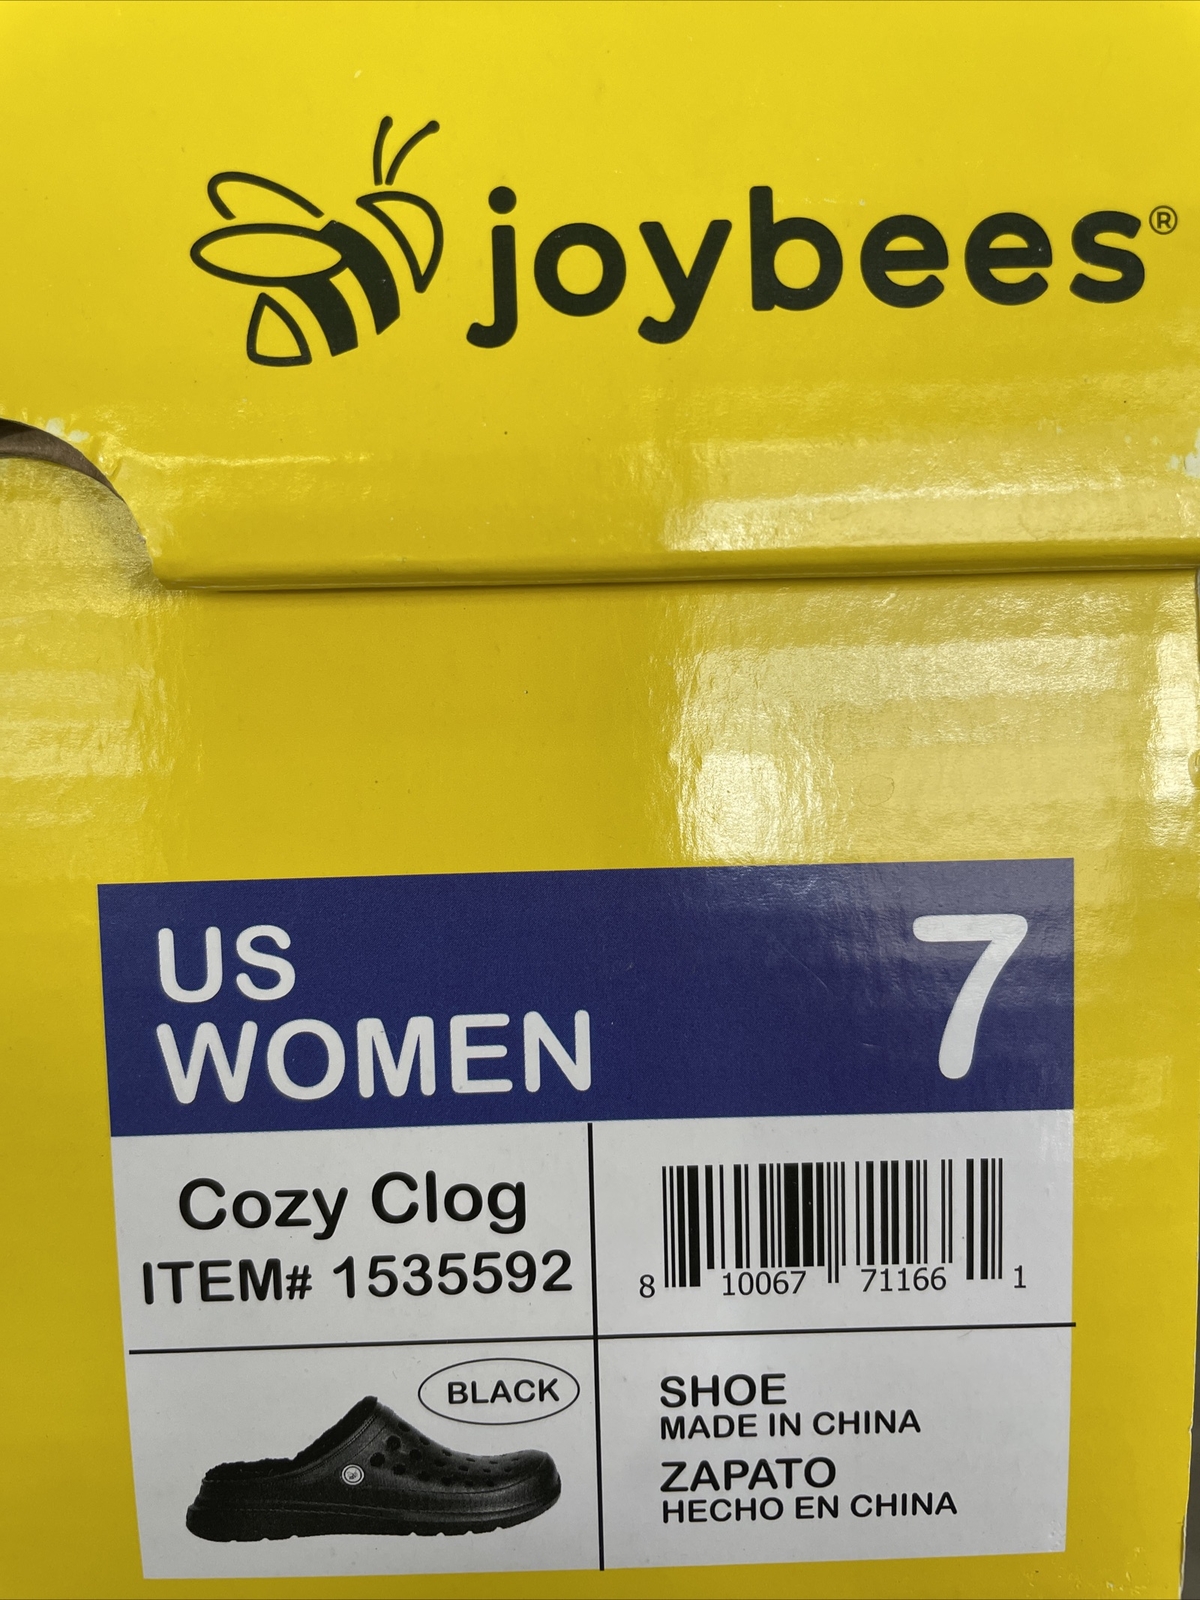 joybees®
US
WOMEN
7
Cozy Clog
ITEM# 1535592
8 10067 71166 1
BLACK
SHOE
MADE IN CHINA
ZAPATO
HECHO EN CHINA